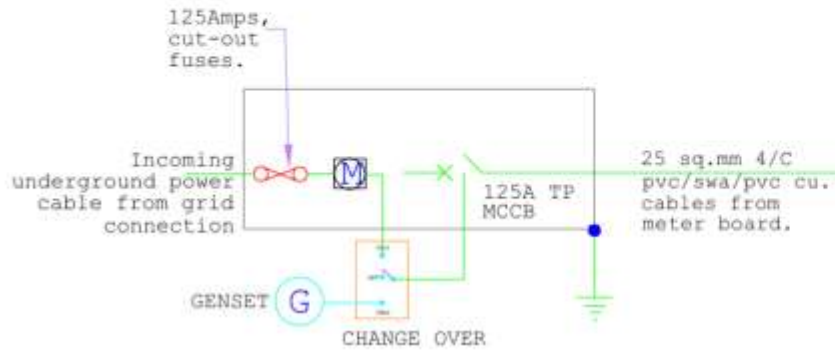 125Amps,
cut-out
fuses.
Incoming
underground power
cable from grid
connection
M
125A TP
MCCB
25 sq.mm 4/C
pvc/swa/pvc cu.
cables from
meter board.
GENSET
G
CHANGE OVER